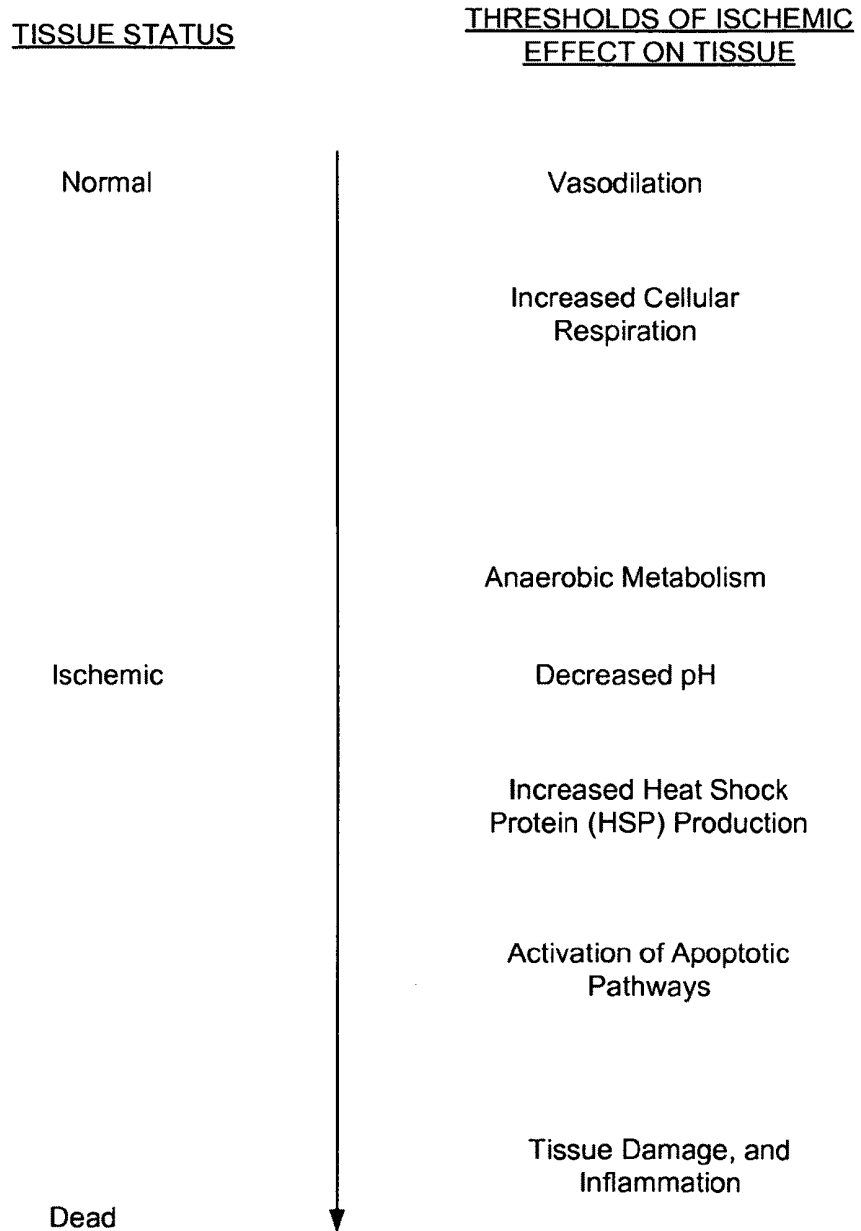 TISSUE STATUS
THRESHOLDS OF ISCHEMIC
EFFECT ON TISSUE
Normal
Vasodilation
Increased Cellular
Respiration
Anaerobic Metabolism
Ischemic
Decreased pH
Increased Heat Shock
Protein (HSP) Production
Activation of Apoptotic
Pathways
Tissue Damage, and
Inflammation
Dead